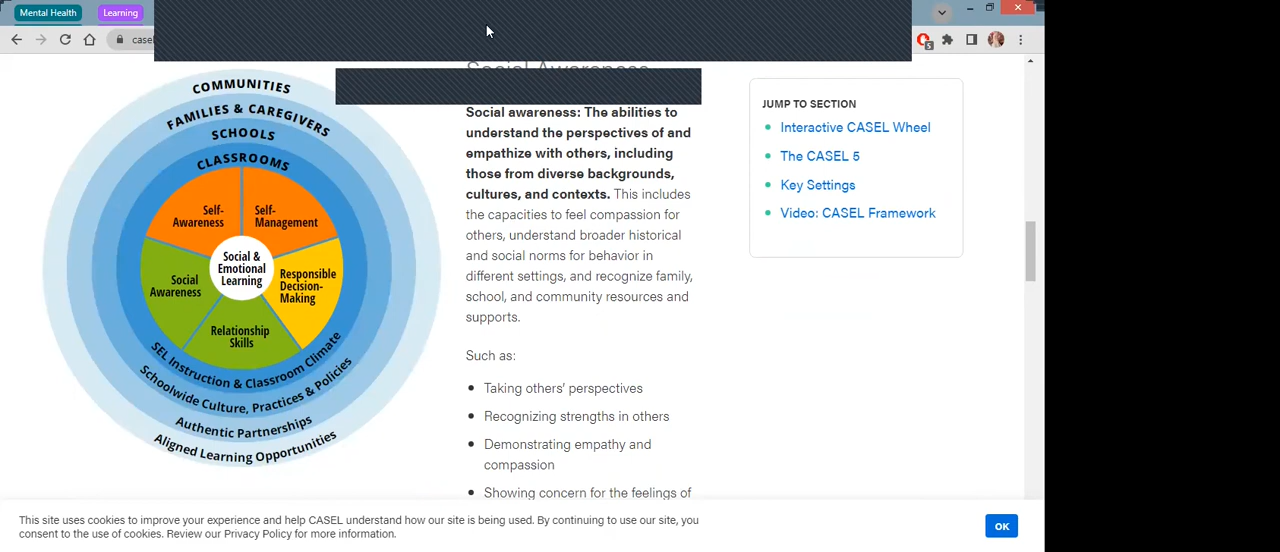 Mental Health
Learning
casel
5
Social Awareness
COMMUNITIES
FAMILIES & CAREGIVERS
SCHOOLS
CLASSROOMS
Self-
Awareness
Self-
Management
Social
Awareness
Social &
Emotional
Learning
Responsible
Decision-
Making
Relationship
Skills
SEL Instruction & Classroom Climate
Schoolwide Culture, Practices & Policies
Authentic Partnerships
Aligned Learning Opportunities
Social awareness: The abilities to
understand the perspectives of and
empathize with others, including
those from diverse backgrounds,
cultures, and contexts. This includes
the capacities to feel compassion for
others, understand broader historical
and social norms for behavior in
different settings, and recognize family,
school, and community resources and
supports.
Such as:
Taking others’ perspectives
Recognizing strengths in others
Demonstrating empathy and
compassion
Showing concern for the feelings of
JUMP TO SECTION
Interactive CASEL Wheel
The CASEL 5
Key Settings
Video: CASEL Framework
This site uses cookies to improve your experience and help CASEL understand how our site is being used. By continuing to use our site, you
consent to the use of cookies. Review our Privacy Policy for more information.
OK